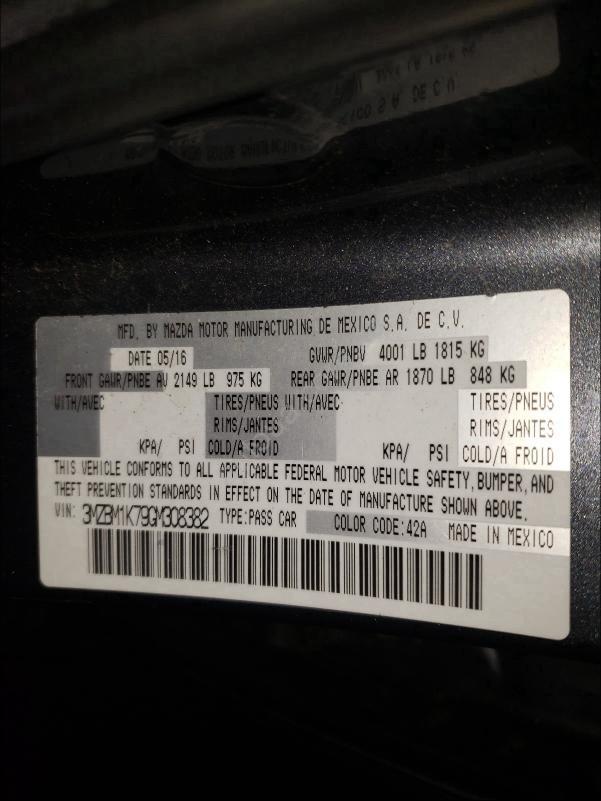 MFD. BY MAZDA MOTOR MANUFACTURING DE MEXICO S.A. DE C.V.
DATE 05/16 GVWR/PNBV 4001 LB 1815 KG
FRONT GAWR/PNBE AV 2149 LB 975 KG REAR GAWR/PNBE AR 1870 LB 848 KG
WITH/AVEC TIRES/PNEUS WITH/AVEC TIRES/PNEUS
RIMS/JANTES RIMS/JANTES
KPA/ PSI COLD/A FROID KPA/ PSI COLD/A FROID
THIS VEHICLE CONFORMS TO ALL APPLICABLE FEDERAL MOTOR VEHICLE SAFETY, BUMPER, AND
THEFT PREVENTION STANDARDS IN EFFECT ON THE DATE OF MANUFACTURE SHOWN ABOVE.
VIN: 3MZBM1K79GM308382 TYPE:PASS CAR COLOR CODE:42A MADE IN MEXICO